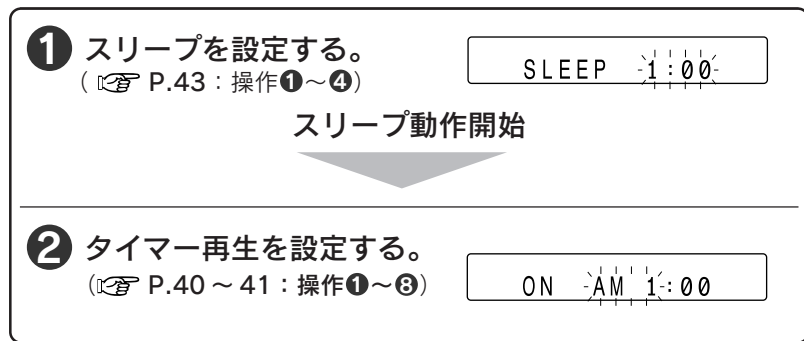 ❶ スリープを設定する。
(☞ P.43：操作❶～❹)
SLEEP 1:00
スリープ動作開始
❷ タイマー再生を設定する。
(☞ P.40～41：操作❶～❽)
ON AM 1:00